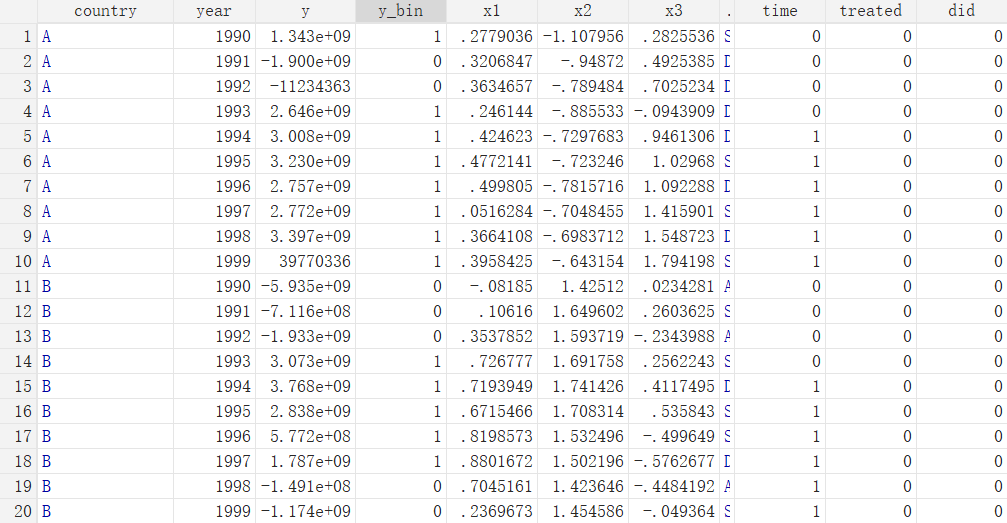 country year y y_bin x1 x2 x3 . time treated did
1 A 1990 1.343e+09 1 .2779036 -1.107956 .2825536 S 0 0 0
2 A 1991 -1.900e+09 0 .3206847 -.94872 .4925385 D 0 0 0
3 A 1992 -11234363 0 .3634657 -.789484 .7025234 D 0 0 0
4 A 1993 2.646e+09 1 .246144 -.885533 -.0943909 D 0 0 0
5 A 1994 3.008e+09 1 .424623 -.7297683 .9461306 D 1 0 0
6 A 1995 3.230e+09 1 .4772141 -.723246 1.02968 S 1 0 0
7 A 1996 2.757e+09 1 .499805 -.7815716 1.092288 D 1 0 0
8 A 1997 2.772e+09 1 .0516284 -.7048455 1.415901 S 1 0 0
9 A 1998 3.397e+09 1 .3664108 -.6983712 1.548723 D 1 0 0
10 A 1999 39770336 1 .3958425 -.643154 1.794198 S 1 0 0
11 B 1990 -5.935e+09 0 -.08185 1.42512 .0234281 A 0 0 0
12 B 1991 -7.116e+08 0 .10616 1.649602 .2603625 S 0 0 0
13 B 1992 -1.933e+09 0 .3537852 1.593719 -.2343988 A 0 0 0
14 B 1993 3.073e+09 1 .726777 1.691758 .2562243 S 0 0 0
15 B 1994 3.768e+09 1 .7193949 1.741426 .4117495 D 1 0 0
16 B 1995 2.838e+09 1 .6715466 1.708314 .535843 S 1 0 0
17 B 1996 5.772e+08 1 .8198573 1.532496 -.499649 S 1 0 0
18 B 1997 1.787e+09 1 .8801672 1.502196 -.5762677 D 1 0 0
19 B 1998 -1.491e+08 0 .7045161 1.423646 -.4484192 A 1 0 0
20 B 1999 -1.174e+09 0 .2369673 1.454586 -.049364 S 1 0 0